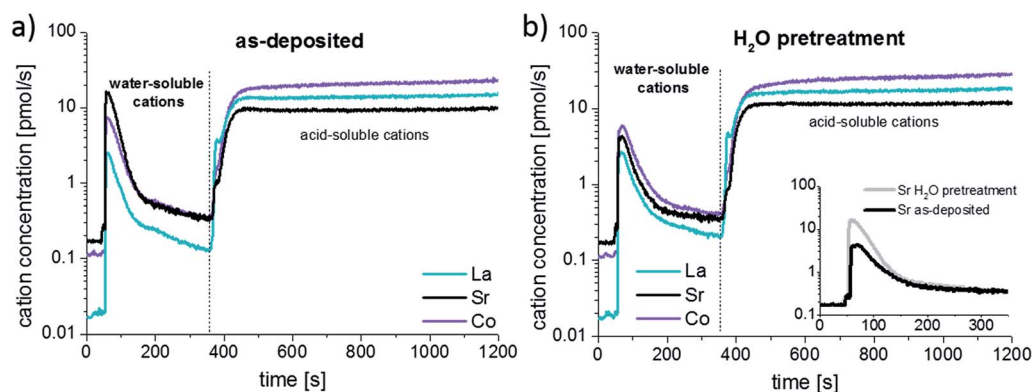 a)
as-deposited
100
10
1
0.1
0.01
cation concentration [pmol/s]
water-soluble
cations
acid-soluble cations
La
Sr
Co
0 200 400 600 800 1000 1200
time [s]
b)
H₂O pretreatment
100
10
1
0.1
0.01
cation concentration [pmol/s]
water-soluble
cations
acid-soluble cations
La
Sr
Co
100
10
1
0.1
Sr H₂O pretreatment
Sr as-deposited
0 100 200 300
0 200 400 600 800 1000 1200
time [s]